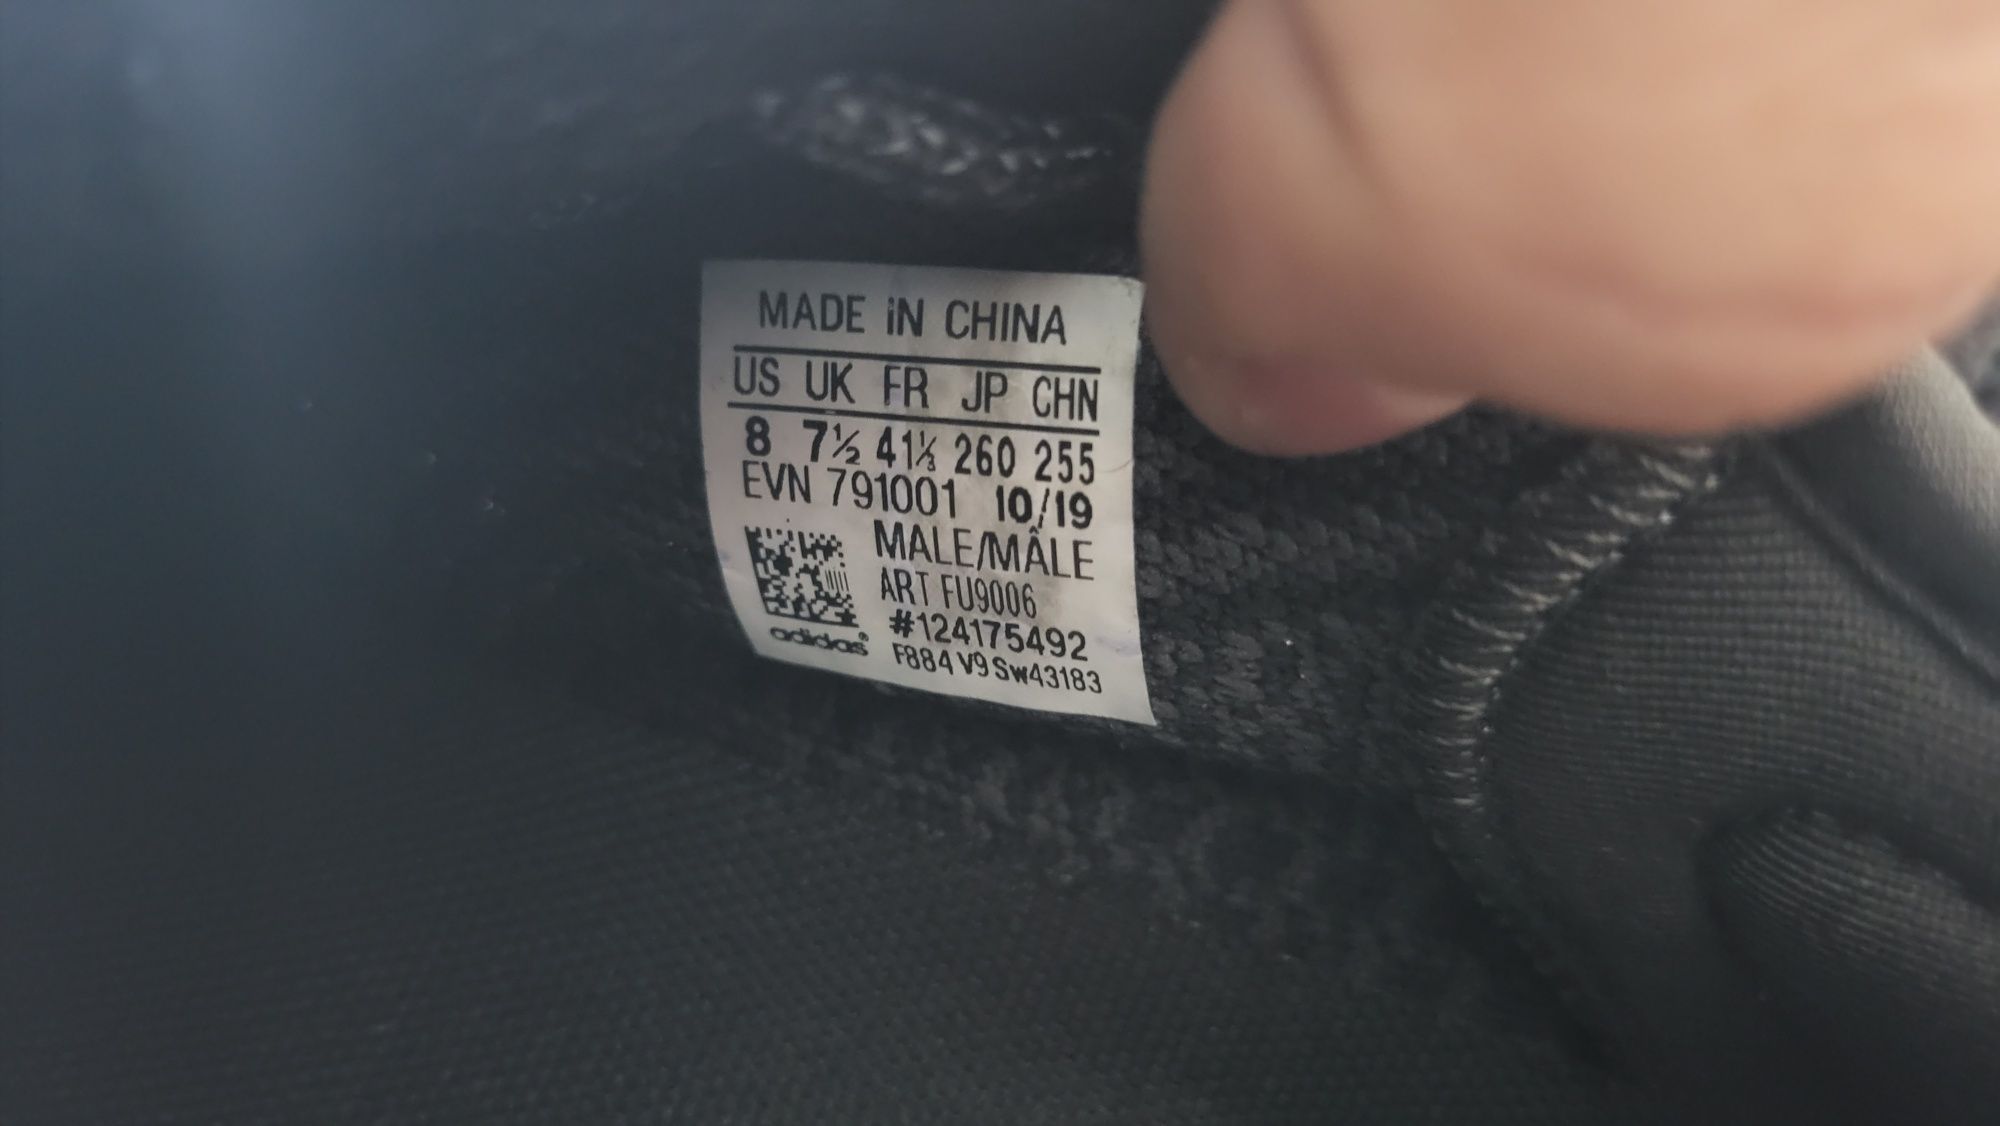 MADE IN CHINA
US UK FR JP CHN
8 7½ 41⅓ 260 255
EVN 791001 10/19
MALE/MÂLE
ART FU9006
#124175492
adidas®
F884 V9 SW43183